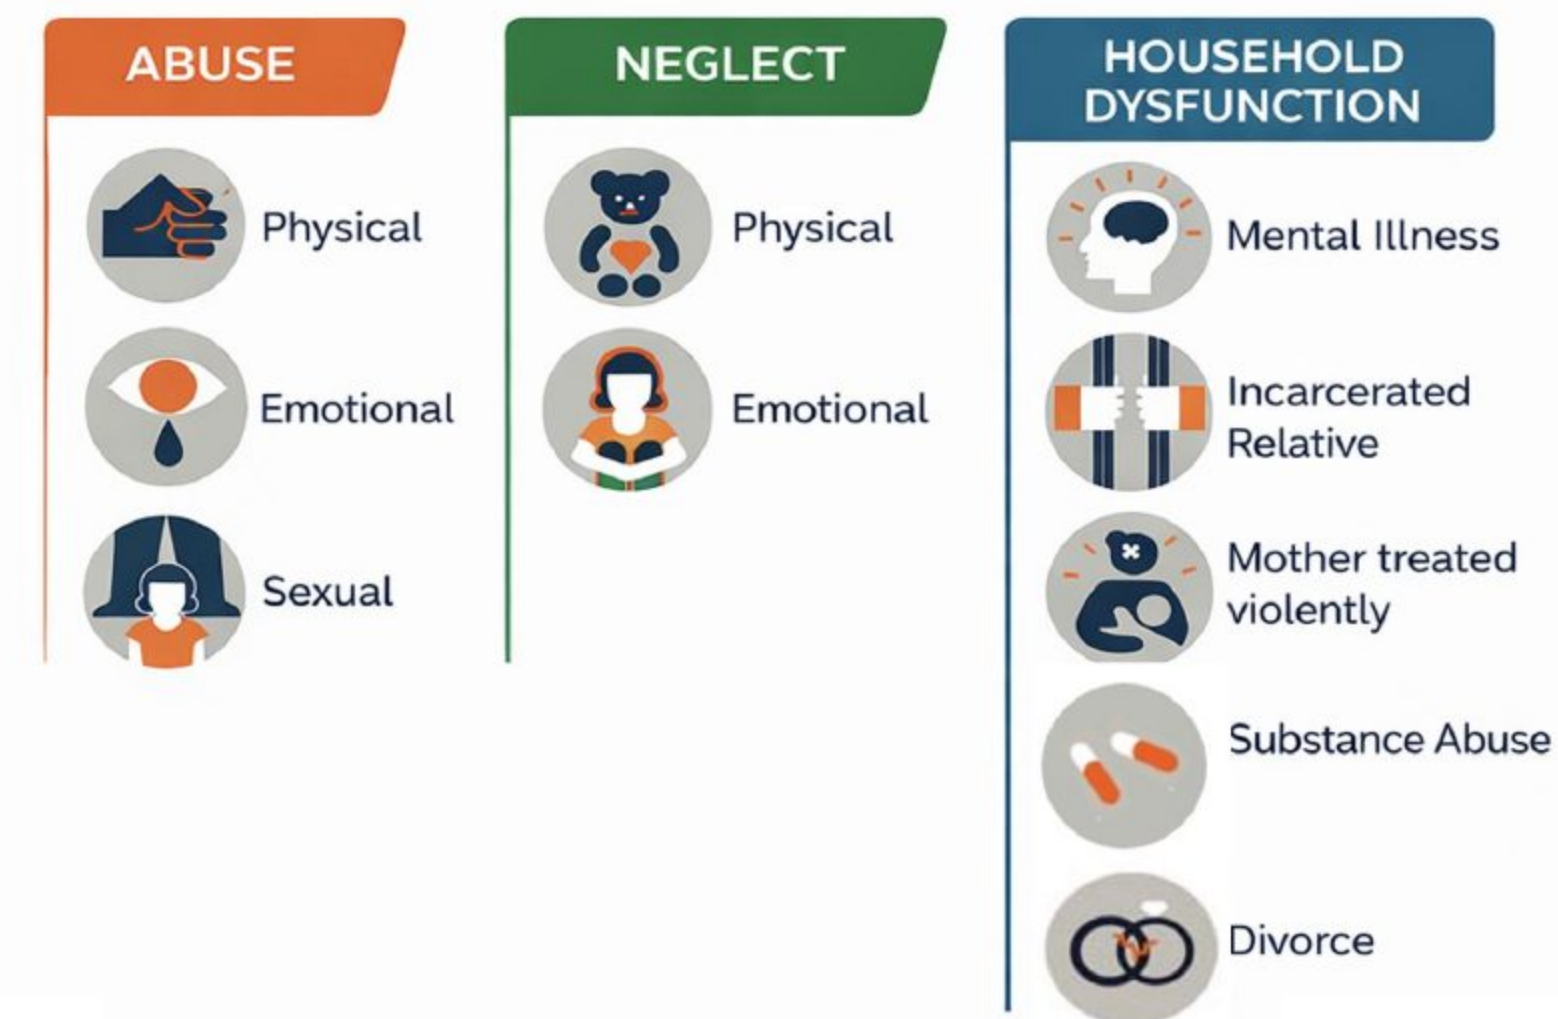 ABUSE
Physical
Emotional
Sexual
NEGLECT
Physical
Emotional
HOUSEHOLD
DYSFUNCTION
Mental Illness
Incarcerated
Relative
Mother treated
violently
Substance Abuse
Divorce